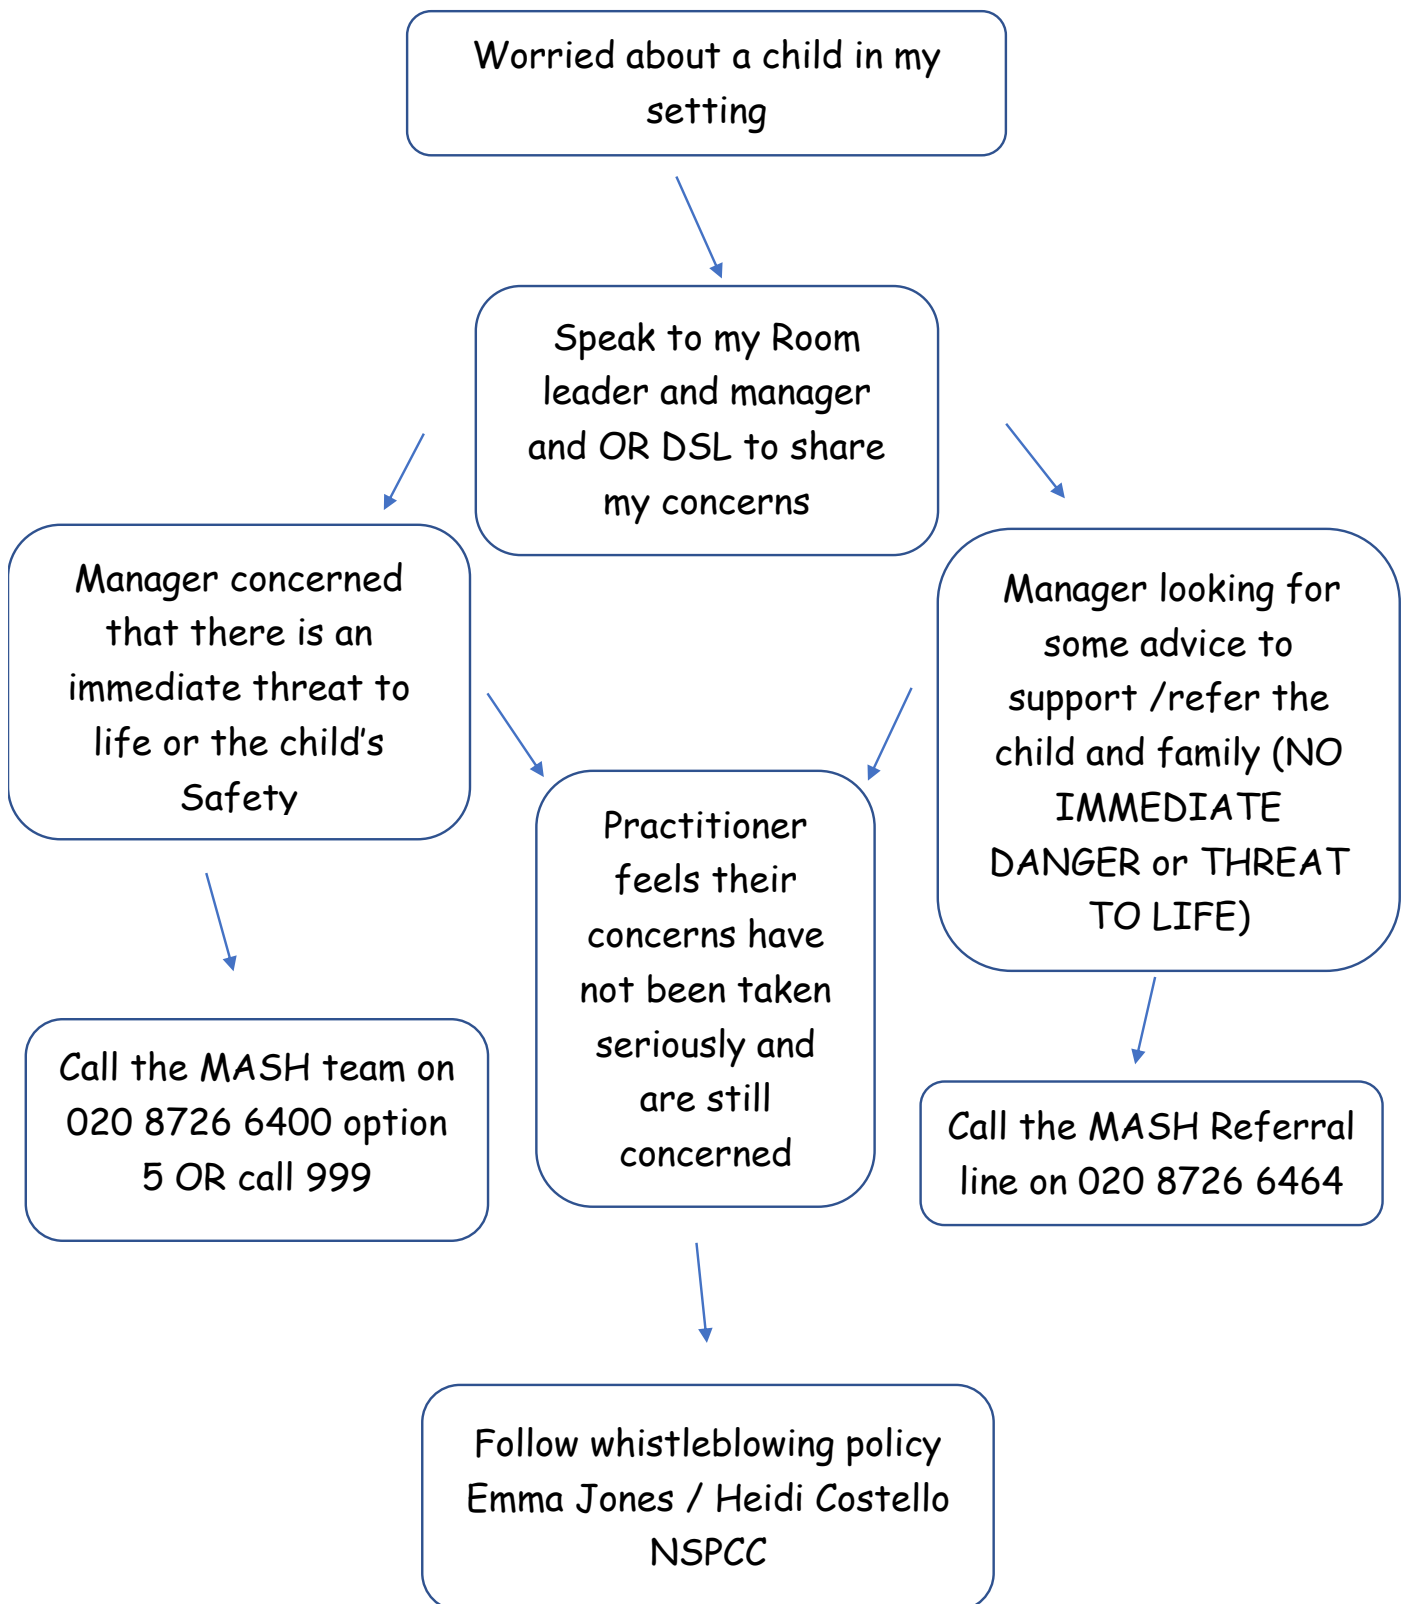 Worried about a child in my
setting
Speak to my Room
leader and manager
and OR DSL to share
my concerns
Manager concerned
that there is an
immediate threat to
life or the child's
Safety
Manager looking for
some advice to
support /refer the
child and family (NO
IMMEDIATE
DANGER or THREAT
TO LIFE)
Practitioner
feels their
concerns have
not been taken
seriously and
are still
concerned
Call the MASH team on
020 8726 6400 option
5 OR call 999
Call the MASH Referral
line on 020 8726 6464
Follow whistleblowing policy
Emma Jones / Heidi Costello
NSPCC